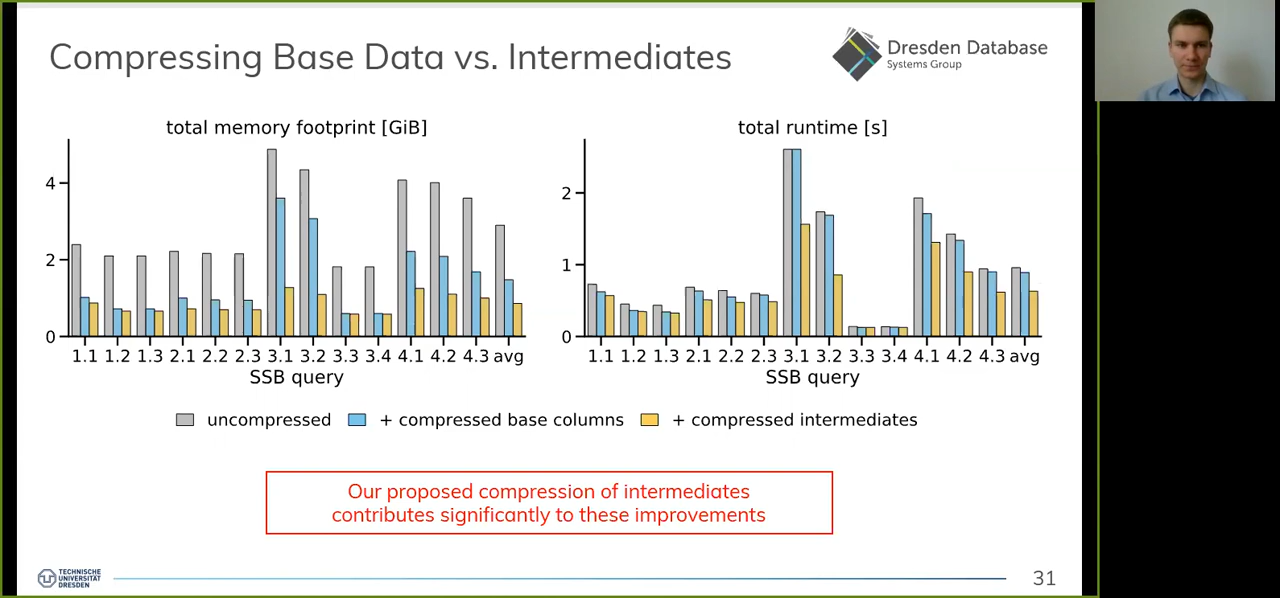 Compressing Base Data vs. Intermediates
Dresden Database
Systems Group
total memory footprint [GiB]
4
2
0
1.1 1.2 1.3 2.1 2.2 2.3 3.1 3.2 3.3 3.4 4.1 4.2 4.3 avg
SSB query
total runtime [s]
2
1
0
1.1 1.2 1.3 2.1 2.2 2.3 3.1 3.2 3.3 3.4 4.1 4.2 4.3 avg
SSB query
uncompressed + compressed base columns + compressed intermediates
Our proposed compression of intermediates
contributes significantly to these improvements
TECHNISCHE
UNIVERSITÄT
DRESDEN
31